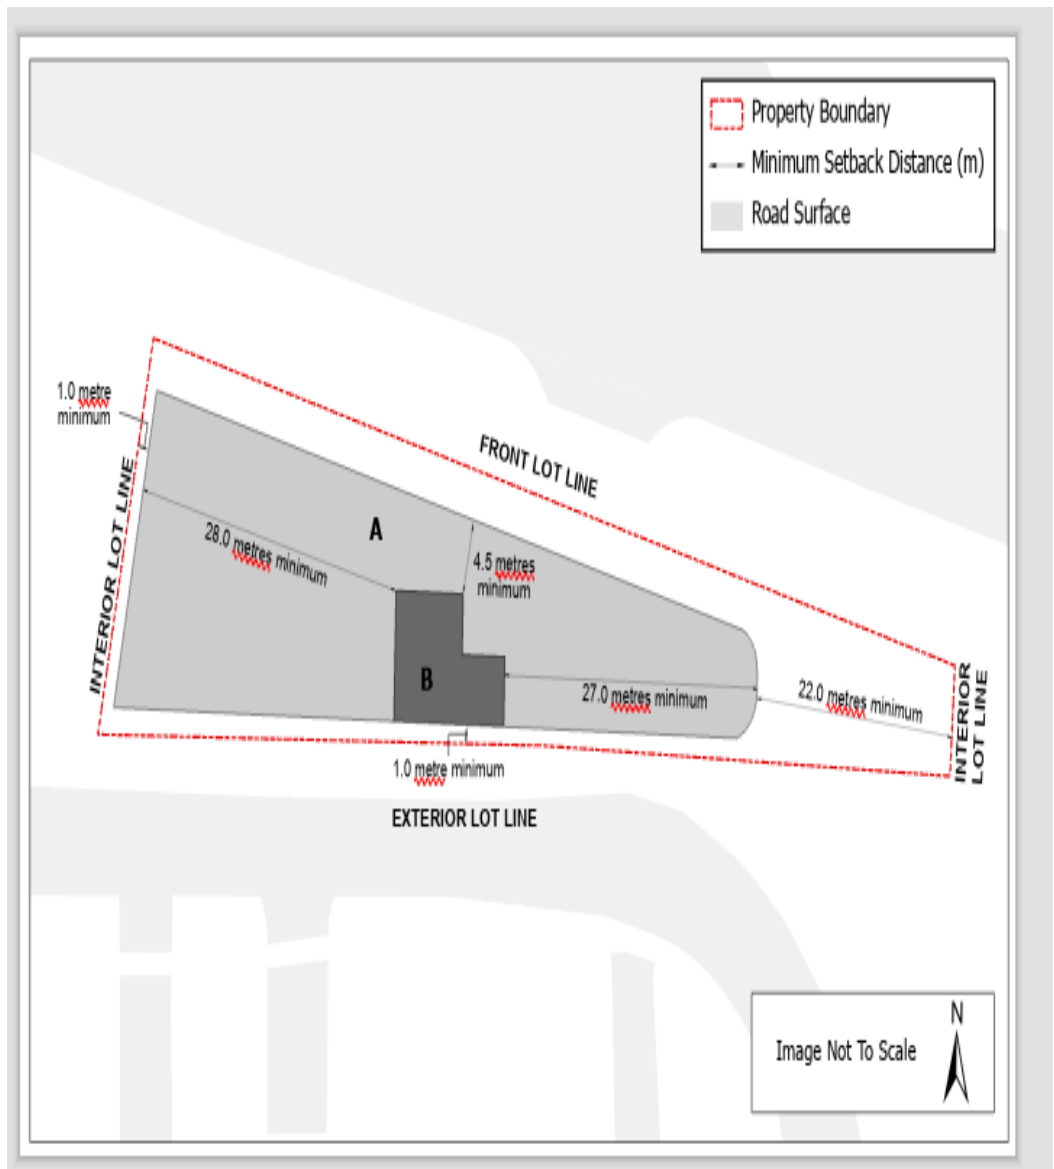 Property Boundary
Minimum Setback Distance (m)
Road Surface
1.0 metre
minimum
FRONT LOT LINE
INTERIOR LOT LINE
A
28.0 metres minimum
4.5 metres
minimum
B
27.0 metres minimum
22.0 metres minimum
INTERIOR
LOT LINE
1.0 metre minimum
EXTERIOR LOT LINE
N
Image Not To Scale